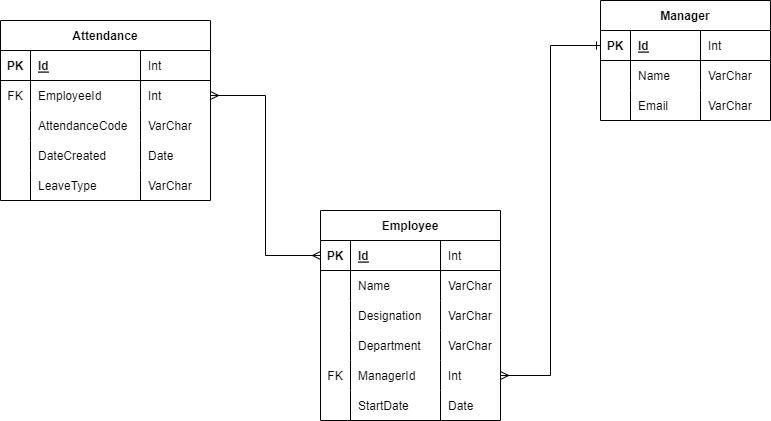 Attendance
PK Id Int
FK EmployeeId Int
AttendanceCode VarChar
DateCreated Date
LeaveType VarChar
Manager
PK Id Int
Name VarChar
Email VarChar
Employee
PK Id Int
Name VarChar
Designation VarChar
Department VarChar
FK ManagerId Int
StartDate Date